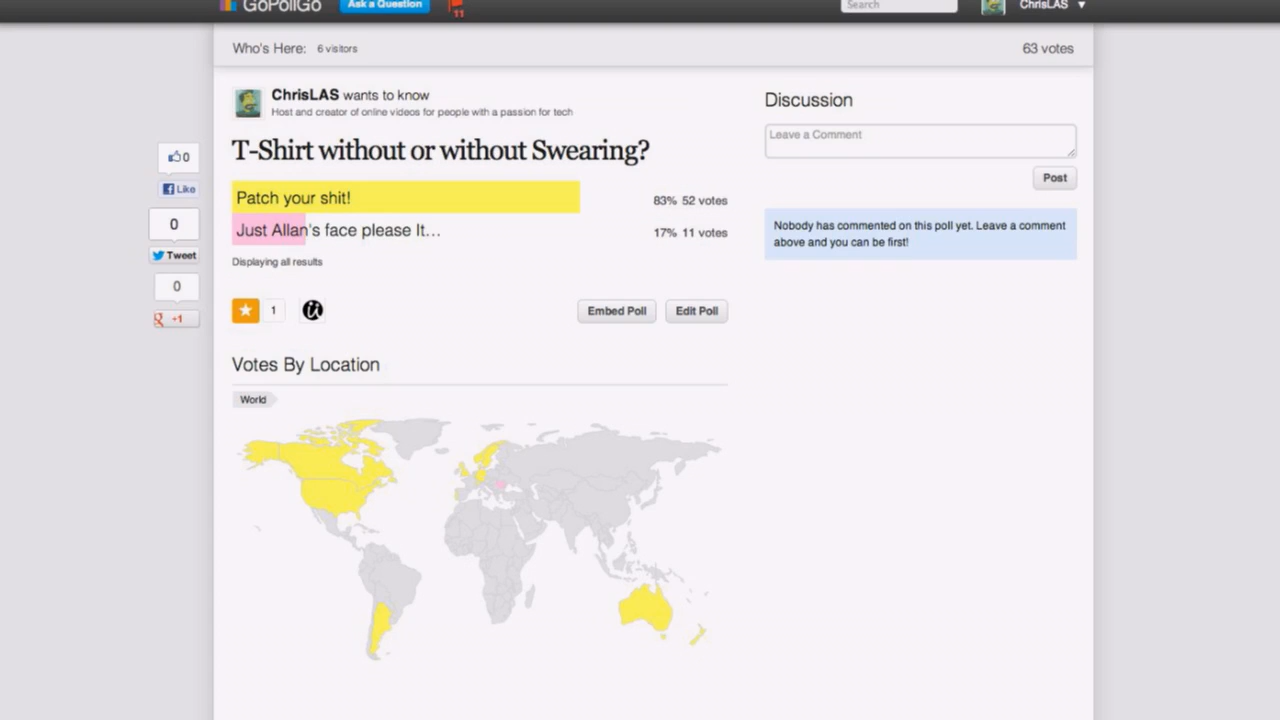 GoPollGo Ask a Question 11 Search ChrisLAS
Who's Here: 6 visitors 63 votes
ChrisLAS wants to know
Host and creator of online videos for people with a passion for tech
T-Shirt without or without Swearing?
Patch your shit! 83% 52 votes
Just Allan's face please It... 17% 11 votes
Displaying all results
1
Embed Poll Edit Poll
Votes By Location
World
0
Like
0
Tweet
0
+1
Discussion
Leave a Comment
Post
Nobody has commented on this poll yet. Leave a comment
above and you can be first!